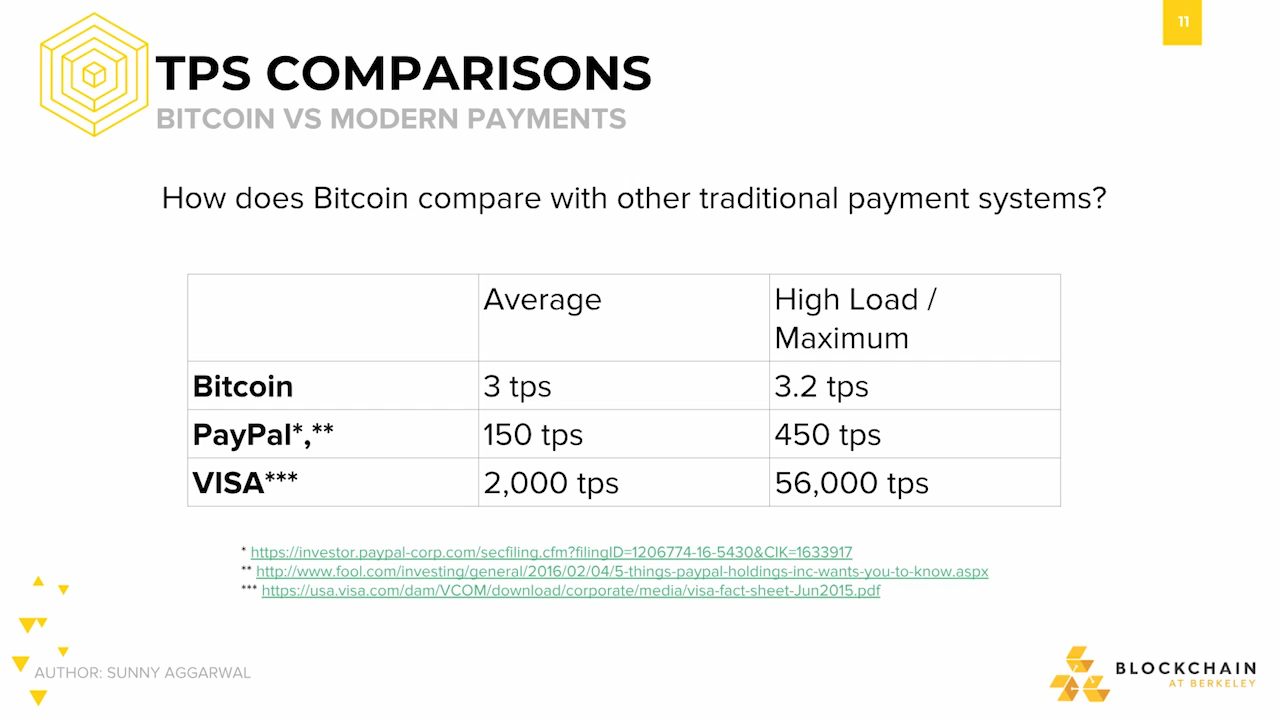 11
TPS COMPARISONS
BITCOIN VS MODERN PAYMENTS
How does Bitcoin compare with other traditional payment systems?
Average High Load /
Maximum
Bitcoin 3 tps 3.2 tps
PayPal*,** 150 tps 450 tps
VISA*** 2,000 tps 56,000 tps
* https://investor.paypal-corp.com/secfiling.cfm?filingID=1206774-16-5430&CIK=1633917
** http://www.fool.com/investing/general/2016/02/04/5-things-paypal-holdings-inc-wants-you-to-know.aspx
*** https://usa.visa.com/dam/VCOM/download/corporate/media/visa-fact-sheet-Jun2015.pdf
AUTHOR: SUNNY AGGARWAL
BLOCKCHAIN
AT BERKELEY